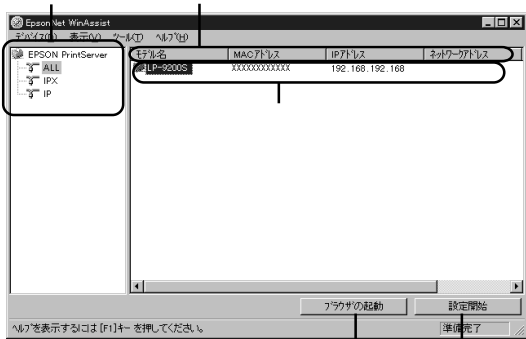 EpsonNet WinAssist
デバイス(D) 表示(V) ツール(T) ヘルプ(H)
EPSON PrintServer
ALL
IPX
IP
モデル名 MACアドレス IPアドレス ネットワークアドレス
LP-9200S XXXXXXXXXXXX 192.168.192.168
ブラウザの起動 設定開始
ヘルプを表示するには [F1]キー を押してください。 準備完了